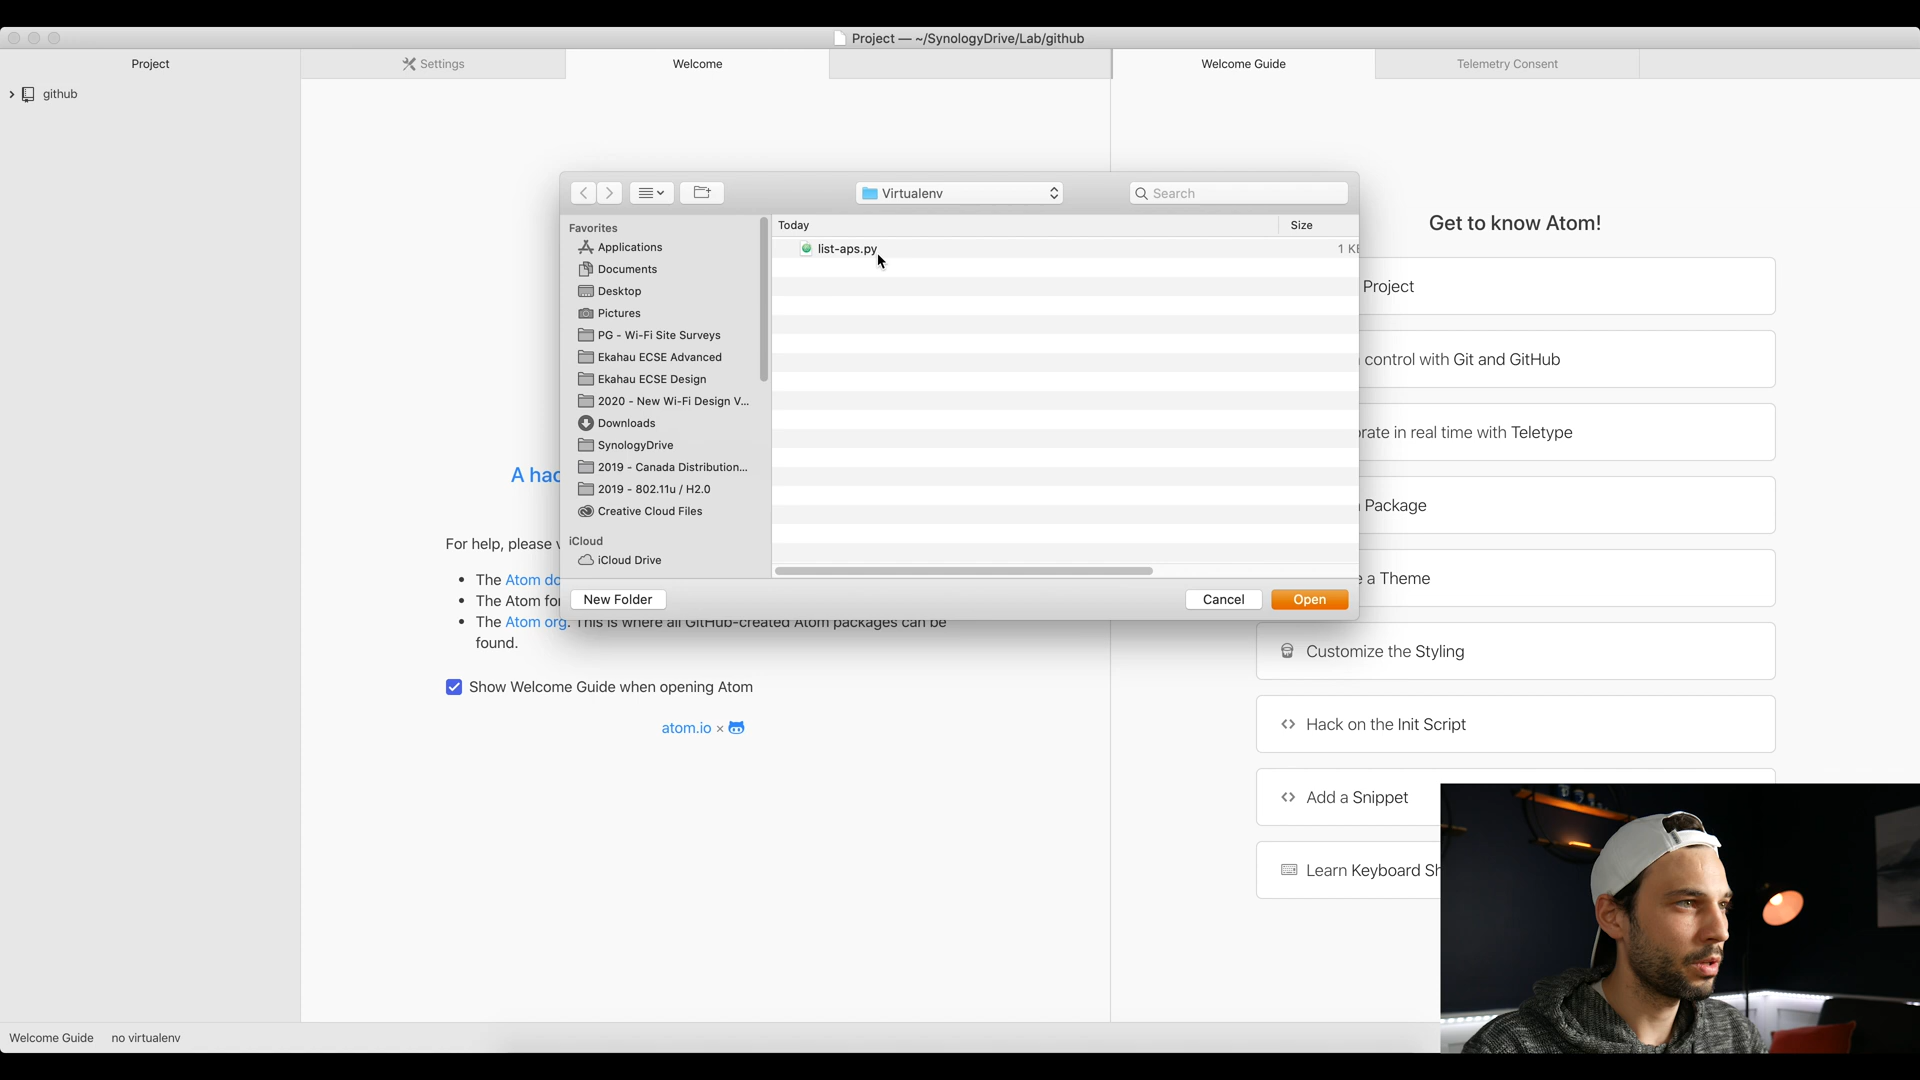 Project — ~/SynologyDrive/Lab/github
Project
Settings
Welcome
Welcome Guide
Telemetry Consent
github
Virtualenv
Search
Favorites
Applications
Documents
Desktop
Pictures
PG - Wi-Fi Site Surveys
Ekahau ECSE Advanced
Ekahau ECSE Design
2020 - New Wi-Fi Design V...
Downloads
SynologyDrive
2019 - Canada Distribution...
2019 - 802.11u / H2.0
Creative Cloud Files
iCloud
iCloud Drive
Today
Size
list-aps.py
1 KB
New Folder
Cancel
Open
A hac
For help, please
• The Atom do
• The Atom fo
• The Atom org. This is where all GitHub-created Atom packages can be
found.
Show Welcome Guide when opening Atom
atom.io ×
Get to know Atom!
Project
control with Git and GitHub
rate in real time with Teletype
Package
a Theme
Customize the Styling
Hack on the Init Script
Add a Snippet
Learn Keyboard Sh
Welcome Guide
no virtualenv